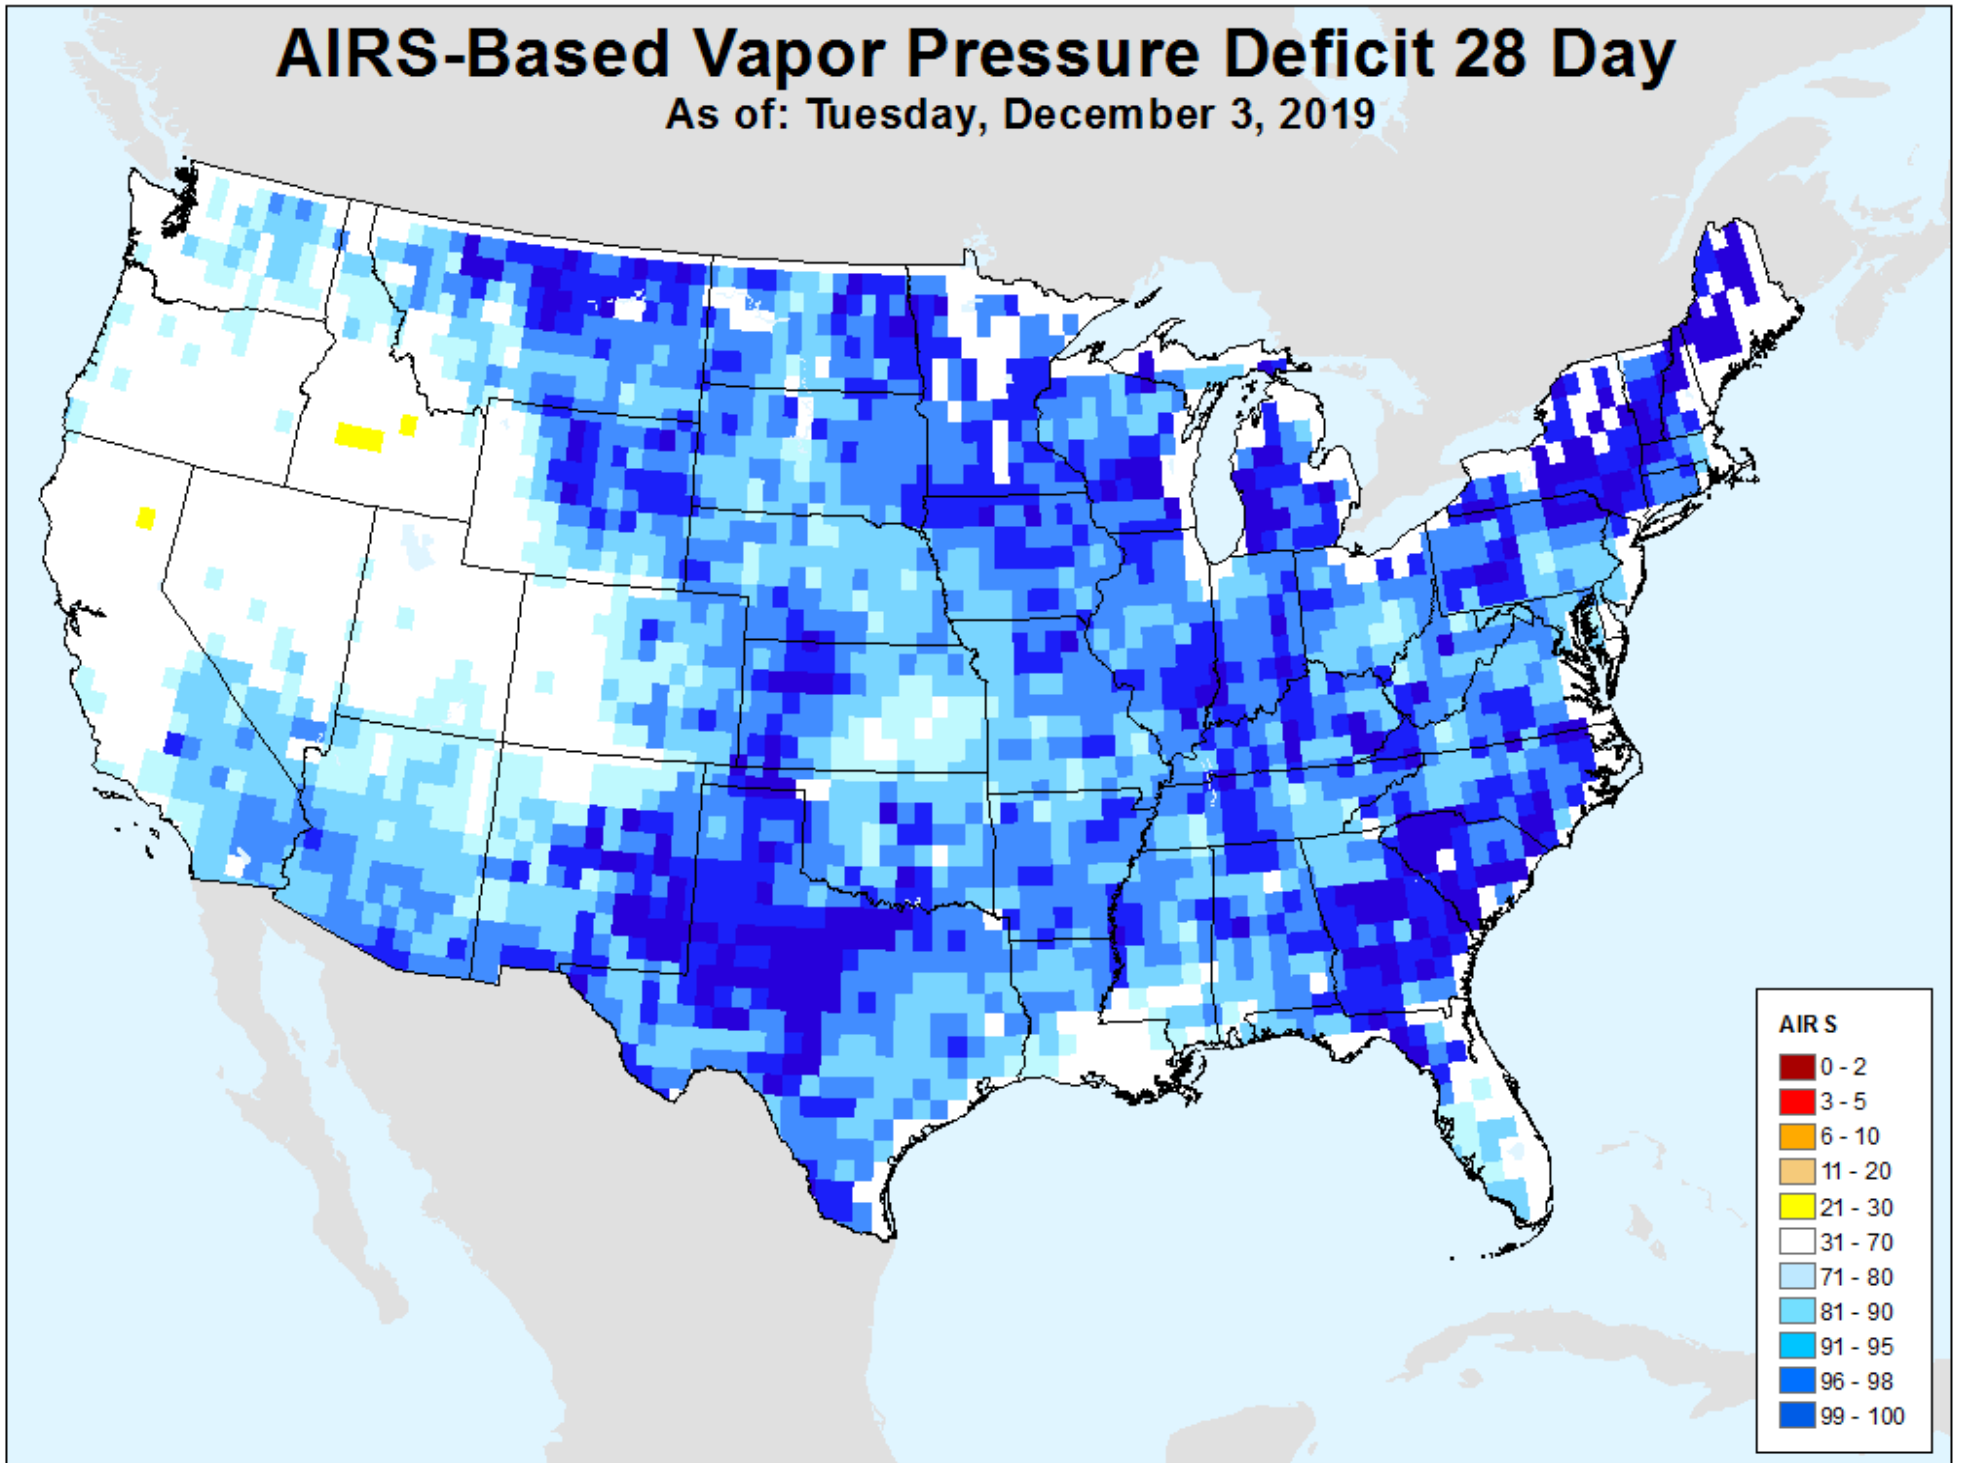 AIRS-Based Vapor Pressure Deficit 28 Day
As of: Tuesday, December 3, 2019
AIRS
0 - 2
3 - 5
6 - 10
11 - 20
21 - 30
31 - 70
71 - 80
81 - 90
91 - 95
96 - 98
99 - 100